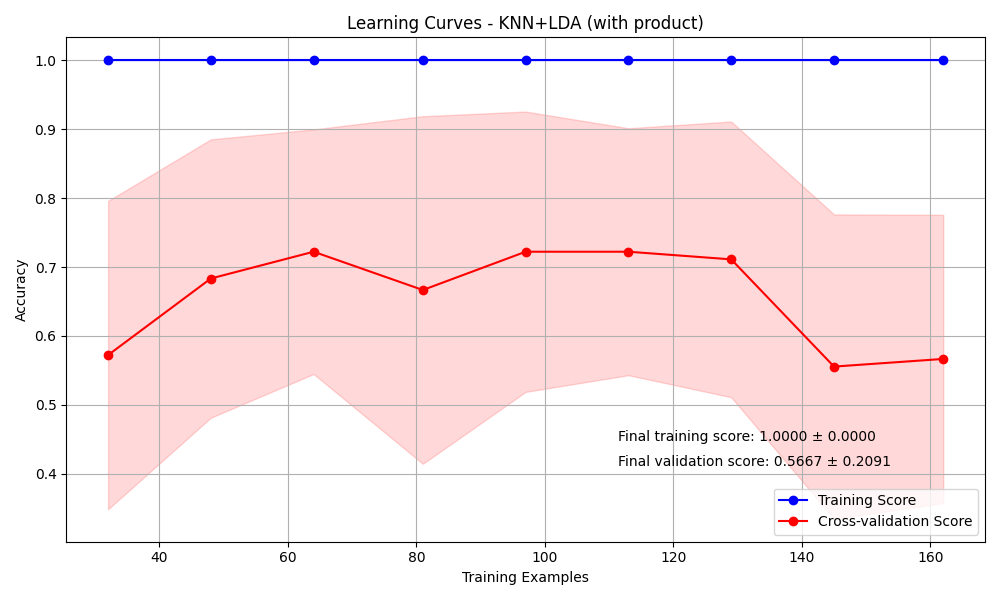 Learning Curves - KNN+LDA (with product)
Accuracy
1.0
0.9
0.8
0.7
0.6
0.5
0.4
Final training score: 1.0000 ± 0.0000
Final validation score: 0.5667 ± 0.2091
Training Score
Cross-validation Score
40 60 80 100 120 140 160
Training Examples